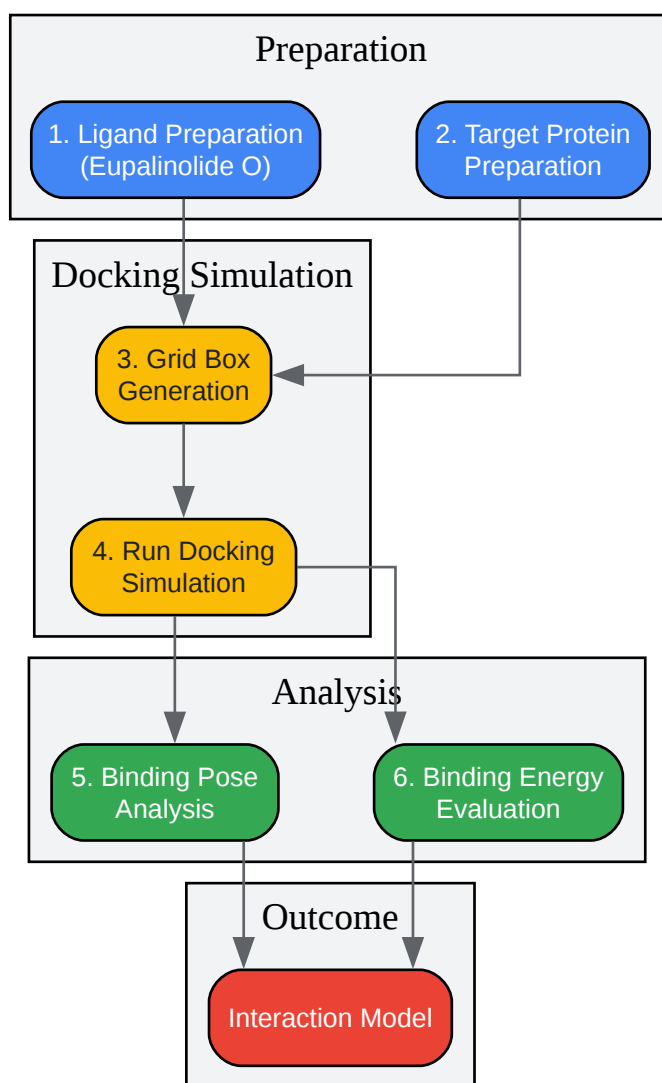 Preparation
1. Ligand Preparation
(Eupalinolide O)
2. Target Protein
Preparation
Docking Simulation
3. Grid Box
Generation
4. Run Docking
Simulation
Analysis
5. Binding Pose
Analysis
6. Binding Energy
Evaluation
Outcome
Interaction Model